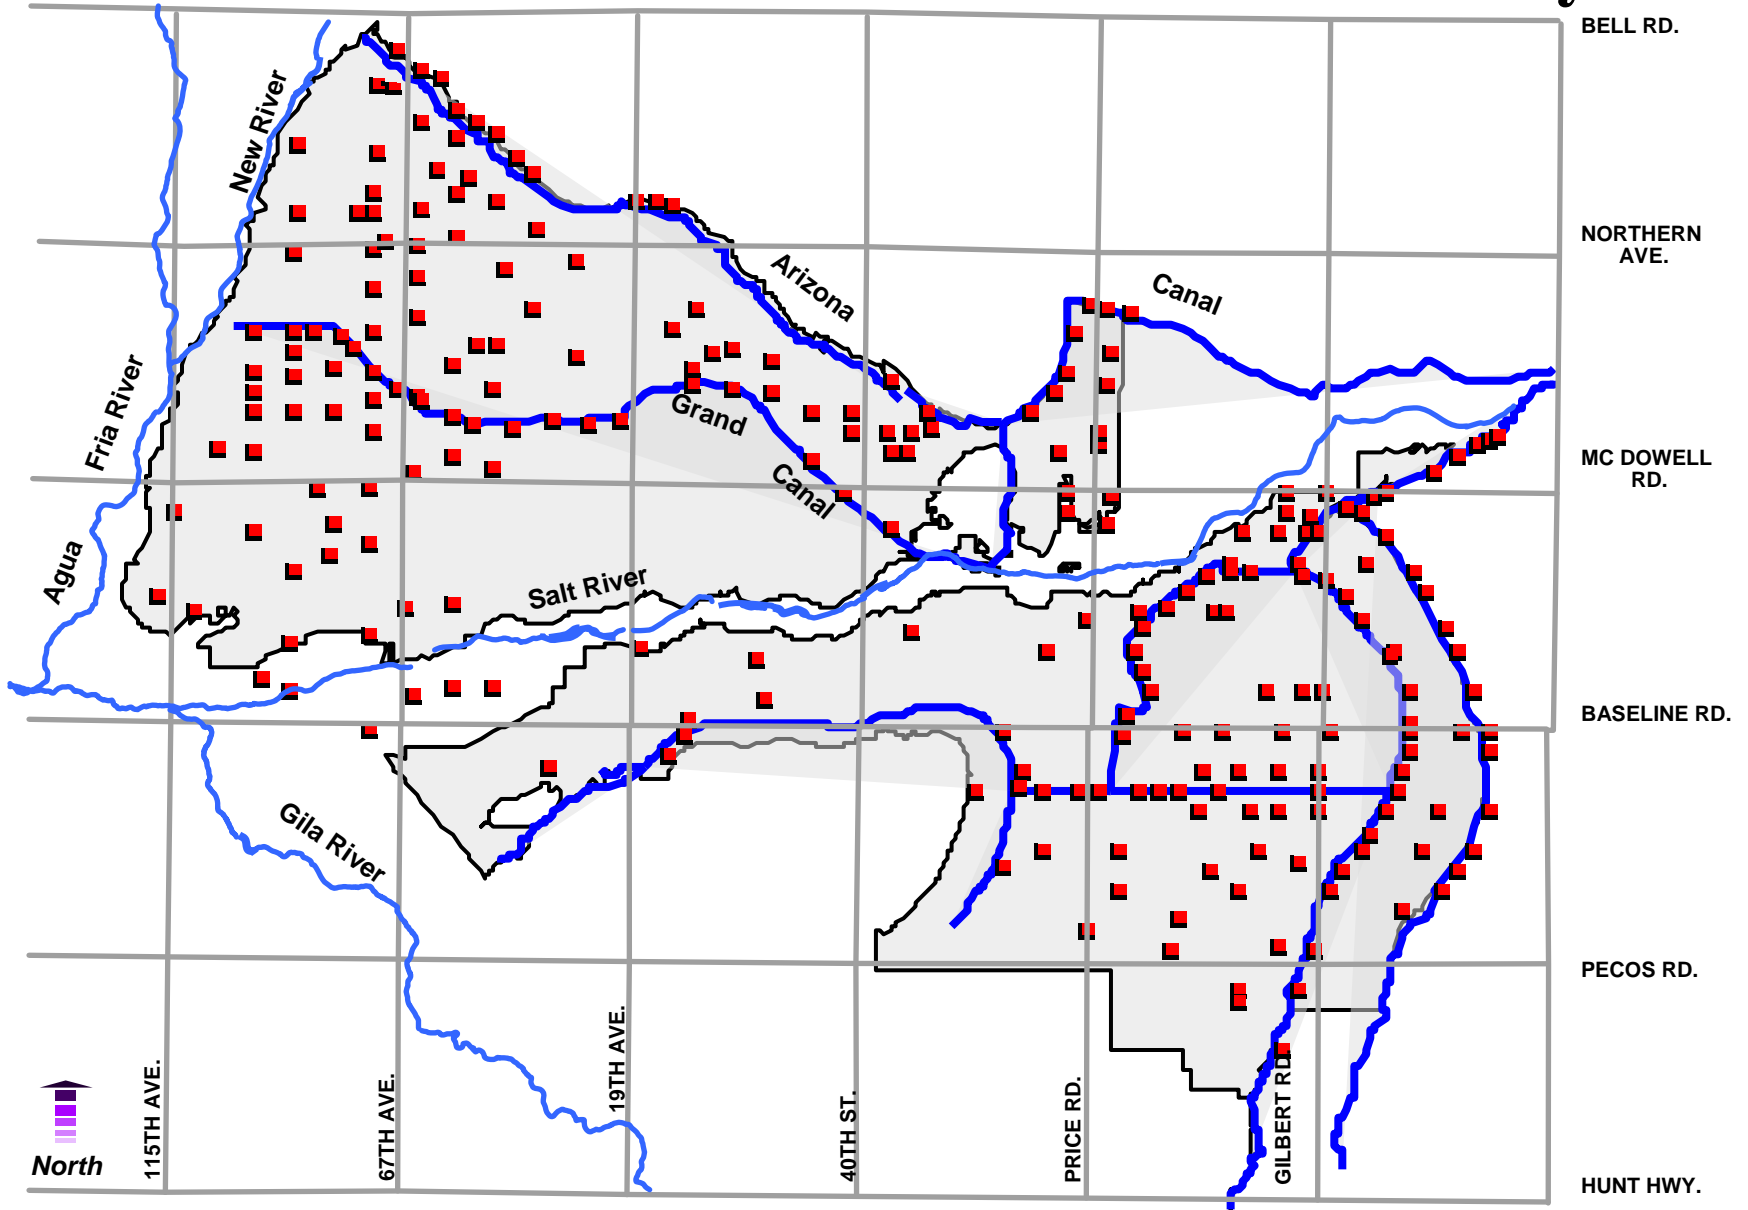 BELL RD.
New River
NORTHERN
AVE.
Arizona
Canal
Fria River
Grand
Canal
MC DOWELL
RD.
Agua
Salt River
BASELINE RD.
Gila River
PECOS RD.
115TH AVE.
67TH AVE.
19TH AVE.
40TH ST.
PRICE RD.
GILBERT RD.
North
HUNT HWY.